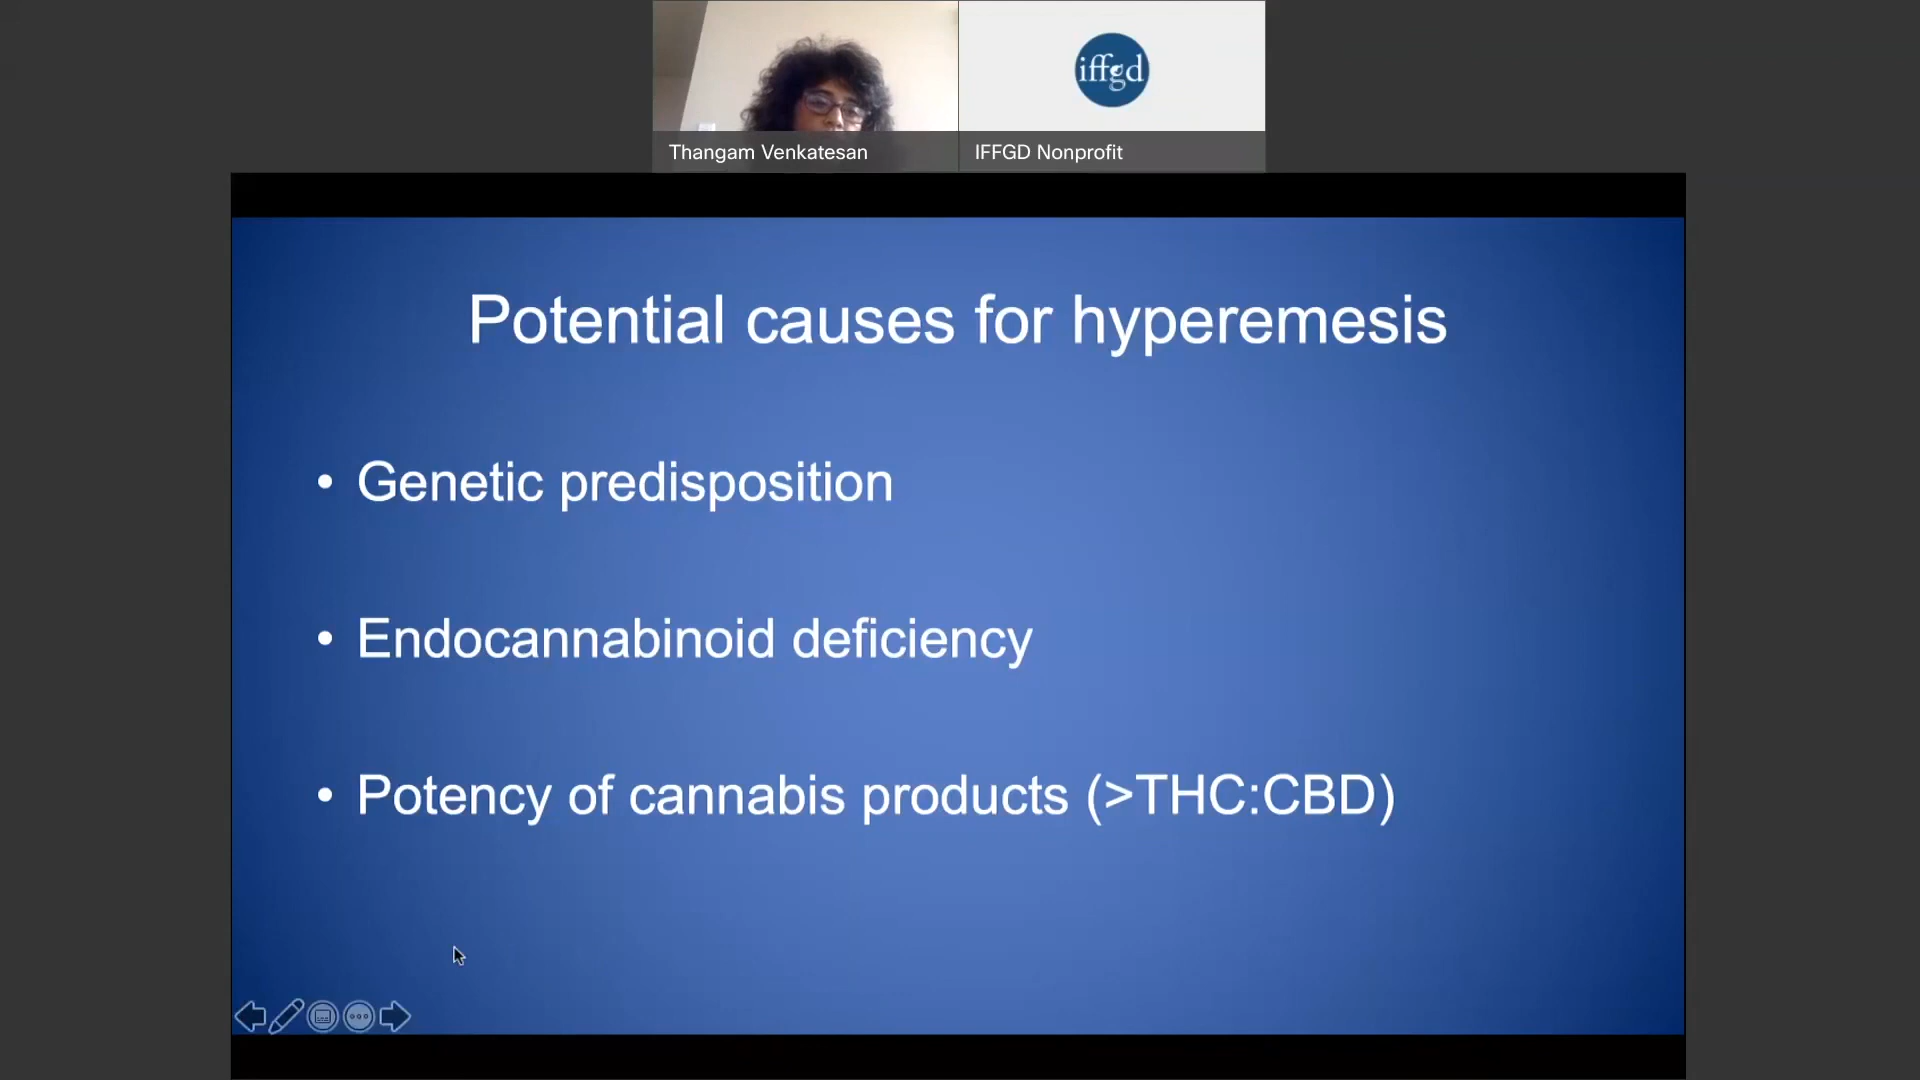 iffgd
Thangam Venkatesan
IFFGD Nonprofit
Potential causes for hyperemesis
• Genetic predisposition
• Endocannabinoid deficiency
• Potency of cannabis products (>THC:CBD)